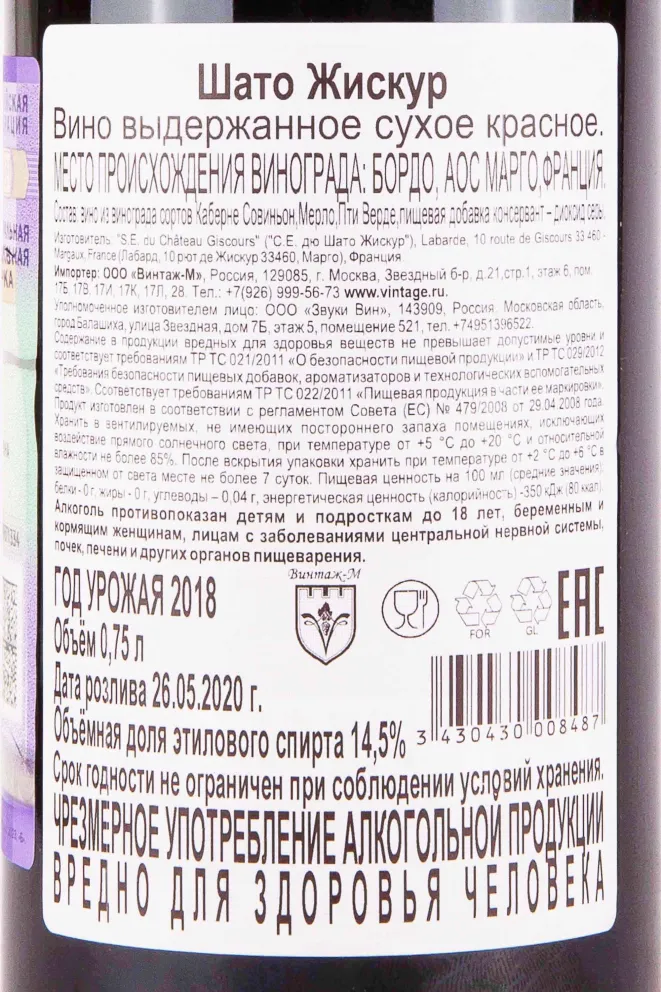 Шато Жискур
Вино выдержанное сухое красное.
МЕСТО ПРОИСХОЖДЕНИЯ ВИНОГРАДА: БОРДО, АОС МАРГО, ФРАНЦИЯ.
Состав: вино из винограда сортов Каберне Совиньон, Мерло, Пти Верде, пищевая добавка консервант – диоксид серы.
Изготовитель: "S.E. du Château Giscours" ("С.Е. дю Шато Жискур"), Labarde, 10 route de Giscours 33 460 -
Margaux, France (Лабард, 10 рют де Жискур 33460, Марго), Франция
Импортер: ООО «Винтаж-М», Россия, 129085, г. Москва, Звездный б-р, д.21, стр.1, этаж 6, пом.
17Б, 17В, 17И, 17К, 17Л, 28. Тел.: +7(926) 999-56-73 www.vintage.ru.
Уполномоченное изготовителем лицо: ООО «Звуки Вин», 143909, Россия, Московская область,
город Балашиха, улица Звездная, дом 7Б, этаж 5, помещение 521, тел. +74951396522.
Содержание в продукции вредных для здоровья веществ не превышает допустимые уровни и
соответствует требованиям ТР ТС 021/2011 «О безопасности пищевой продукции» и ТР ТС 029/2012
«Требования безопасности пищевых добавок, ароматизаторов и технологических вспомогательных
средств». Соответствует требованиям ТР ТС 022/2011 «Пищевая продукция в части ее маркировки».
Продукт изготовлен в соответствии с регламентом Совета (ЕС) № 479/2008 от 29.04.2008 года.
Хранить в вентилируемых, не имеющих постороннего запаха помещениях, исключающих
воздействие прямого солнечного света, при температуре от +5 °С до +20 °С и относительной
влажности не более 85%. После вскрытия упаковки хранить при температуре от +2 °С до +6 °С в
защищенном от света месте не более 7 суток. Пищевая ценность на 100 мл (средние значения):
белки - 0 г, жиры - 0 г, углеводы – 0,04 г, энергетическая ценность (калорийность) -350 кДж (80 ккал).
Алкоголь противопоказан детям и подросткам до 18 лет, беременным и
кормящим женщинам, лицам с заболеваниями центральной нервной системы,
почек, печени и других органов пищеварения.
Винтаж-М
ГОД УРОЖАЯ 2018
FOR
GL
EAC
Объём 0,75 л
Дата розлива 26.05.2020 г.
Объёмная доля этилового спирта 14,5%
3 430430 008487
Срок годности не ограничен при соблюдении условий хранения.
ЧРЕЗМЕРНОЕ УПОТРЕБЛЕНИЕ АЛКОГОЛЬНОЙ ПРОДУКЦИИ
ВРЕДНО ДЛЯ ЗДОРОВЬЯ ЧЕЛОВЕКА